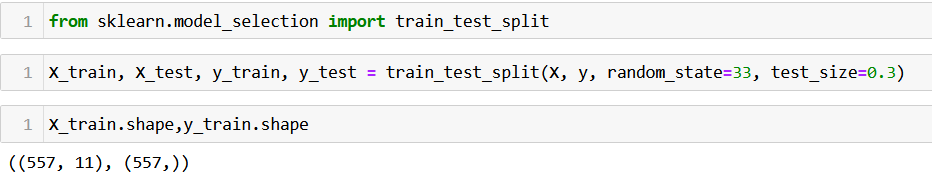 1 from sklearn.model_selection import train_test_split
1 X_train, X_test, y_train, y_test = train_test_split(X, y, random_state=33, test_size=0.3)
1 X_train.shape,y_train.shape
((557, 11), (557,))